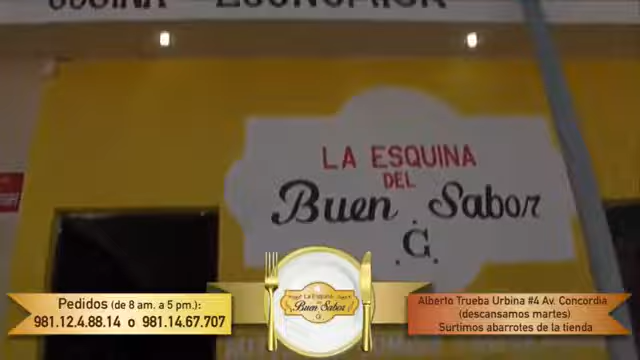 COCINA ECONOMICA
LA ESQUINA
DEL
Buen Sabor
.G.
Pedidos (de 8 am. a 5 pm.):
981.12.4.88.14 o 981.14.67.707
La Esquina
del
Buen Sabor
G
Alberto Trueba Urbina #4 Av. Concordia
(descansamos martes)
Surtimos abarrotes de la tienda